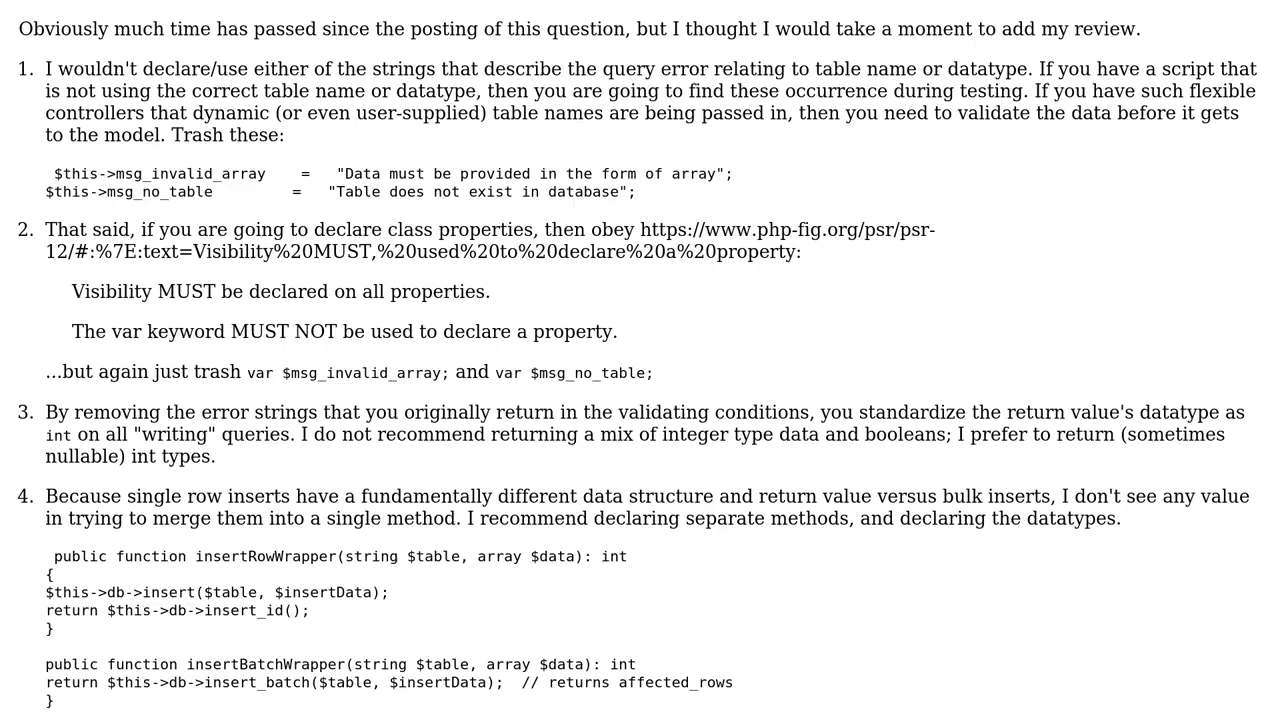 Obviously much time has passed since the posting of this question, but I thought I would take a moment to add my review.
1. I wouldn't declare/use either of the strings that describe the query error relating to table name or datatype. If you have a script that
is not using the correct table name or datatype, then you are going to find these occurrence during testing. If you have such flexible
controllers that dynamic (or even user-supplied) table names are being passed in, then you need to validate the data before it gets
to the model. Trash these:
$this->msg_invalid_array    =   "Data must be provided in the form of array";
$this->msg_no_table         =   "Table does not exist in database";
2. That said, if you are going to declare class properties, then obey https://www.php-fig.org/psr/psr-
12/#:%7E:text=Visibility%20MUST,%20used%20to%20declare%20a%20property:
Visibility MUST be declared on all properties.
The var keyword MUST NOT be used to declare a property.
...but again just trash var $msg_invalid_array; and var $msg_no_table;
3. By removing the error strings that you originally return in the validating conditions, you standardize the return value's datatype as
int on all "writing" queries. I do not recommend returning a mix of integer type data and booleans; I prefer to return (sometimes
nullable) int types.
4. Because single row inserts have a fundamentally different data structure and return value versus bulk inserts, I don't see any value
in trying to merge them into a single method. I recommend declaring separate methods, and declaring the datatypes.
public function insertRowWrapper(string $table, array $data): int
{
$this->db->insert($table, $insertData);
return $this->db->insert_id();
}
public function insertBatchWrapper(string $table, array $data): int
return $this->db->insert_batch($table, $insertData);  // returns affected_rows
}